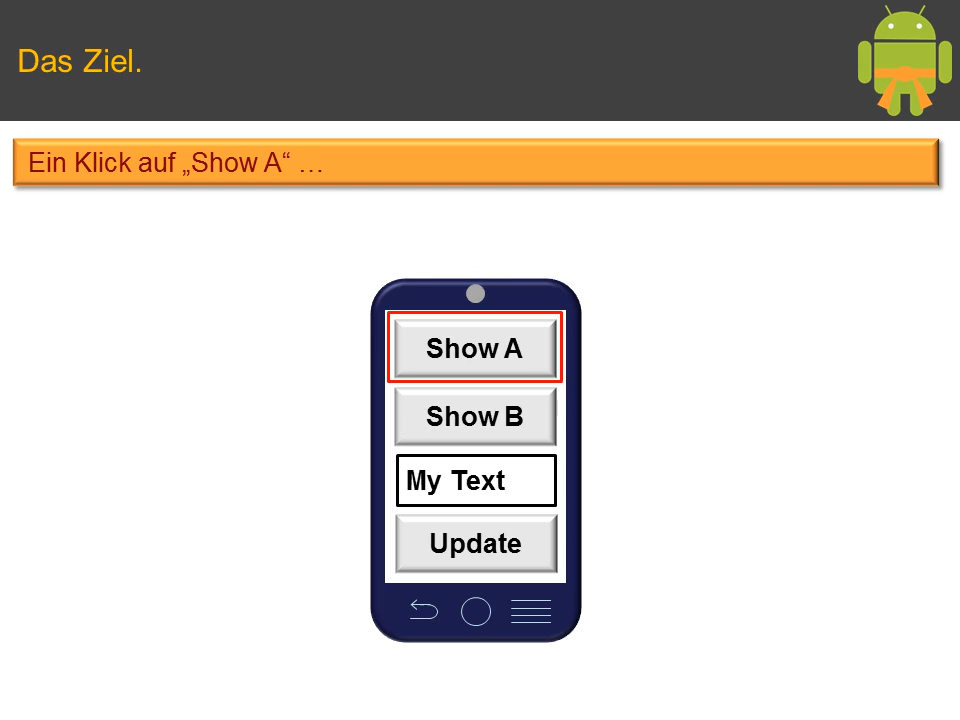 Das Ziel.
Ein Klick auf „Show A“ …
Show A
Show B
My Text
Update